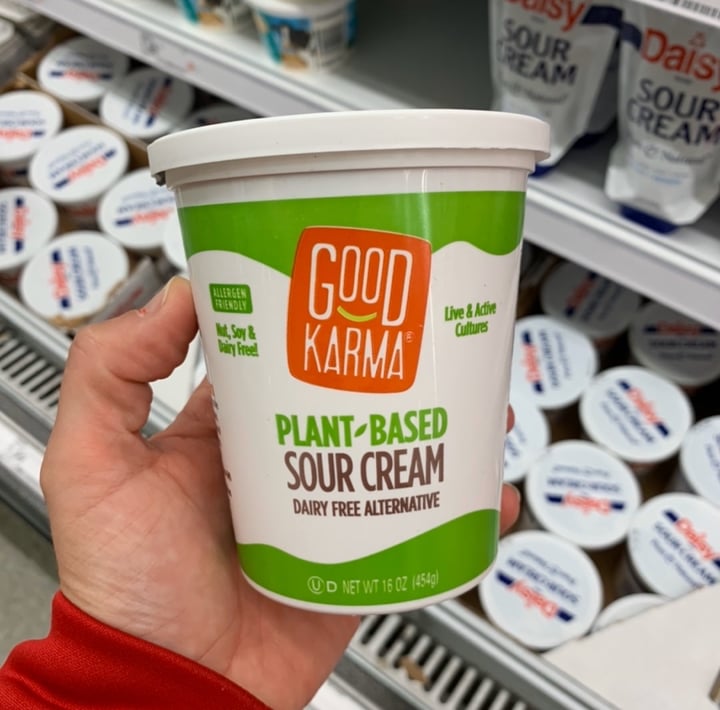 ALLERGEN
FRIENDLY
Nut, Soy &
Dairy Free!
GOOD
KARMA®
Live & Active
Cultures
PLANT-BASED
SOUR CREAM
DAIRY FREE ALTERNATIVE
Ⓤ D NET WT 16 OZ (454g)
Daisy
SOUR
CREAM
Daisy
SOUR
CREAM